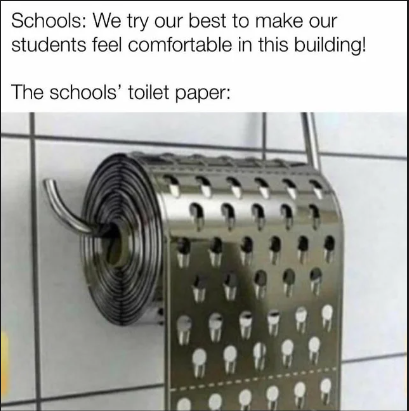 Schools: We try our best to make our
students feel comfortable in this building!
The schools’ toilet paper: